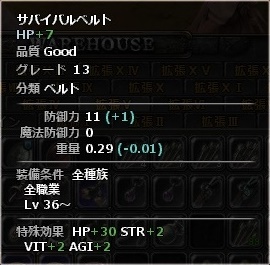 サバイバルベルト
HP+7
品質 Good
グレード 13
分類 ベルト
防御力 11 (+1)
魔法防御力 0
重量 0.29 (-0.01)
装備条件 全種族
全職業
Lv 36～
特殊効果 HP+30 STR+2
VIT+2 AGI+2
WAREHOUSE